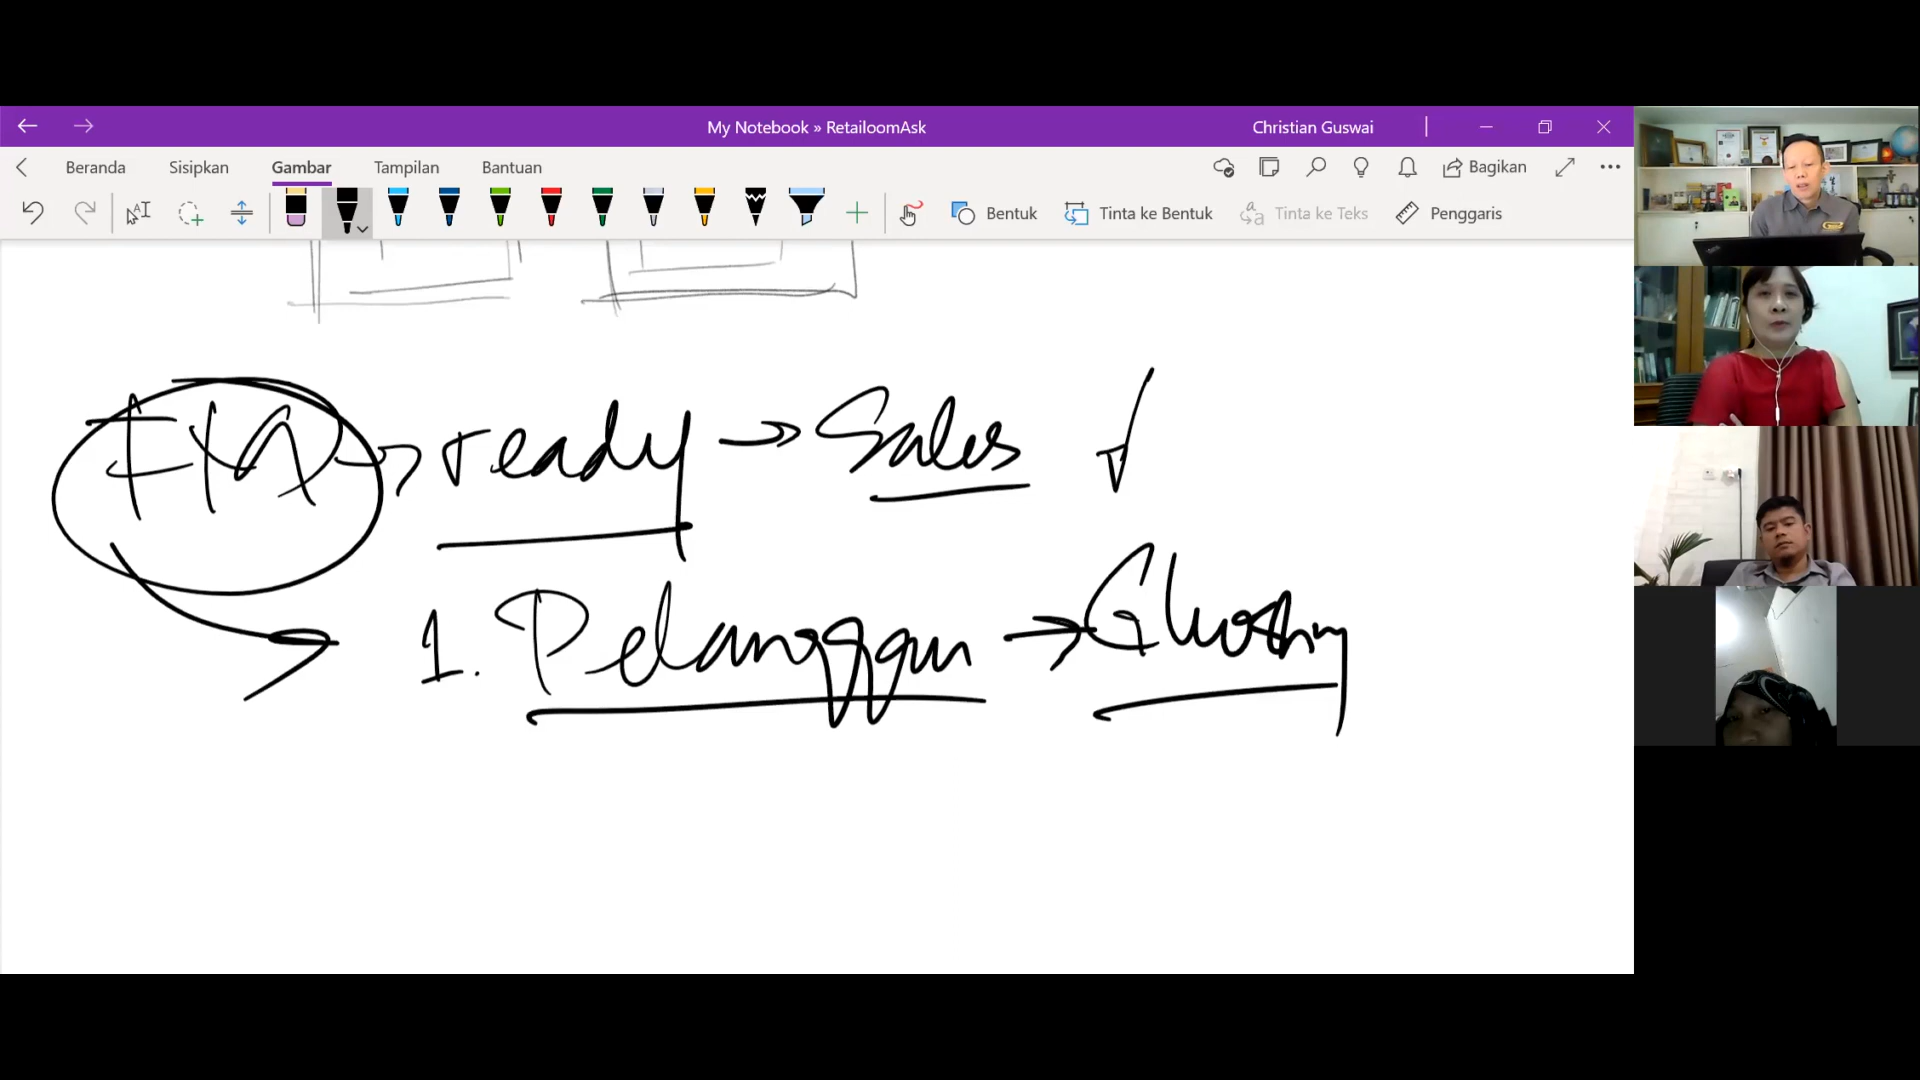 My Notebook » RetailoomAsk
Christian Guswai
Beranda Sisipkan Gambar Tampilan Bantuan
Bagikan
Bentuk
Tinta ke Bentuk
Tinta ke Teks
Penggaris
→ ready → Sales
1. Pelanggan →